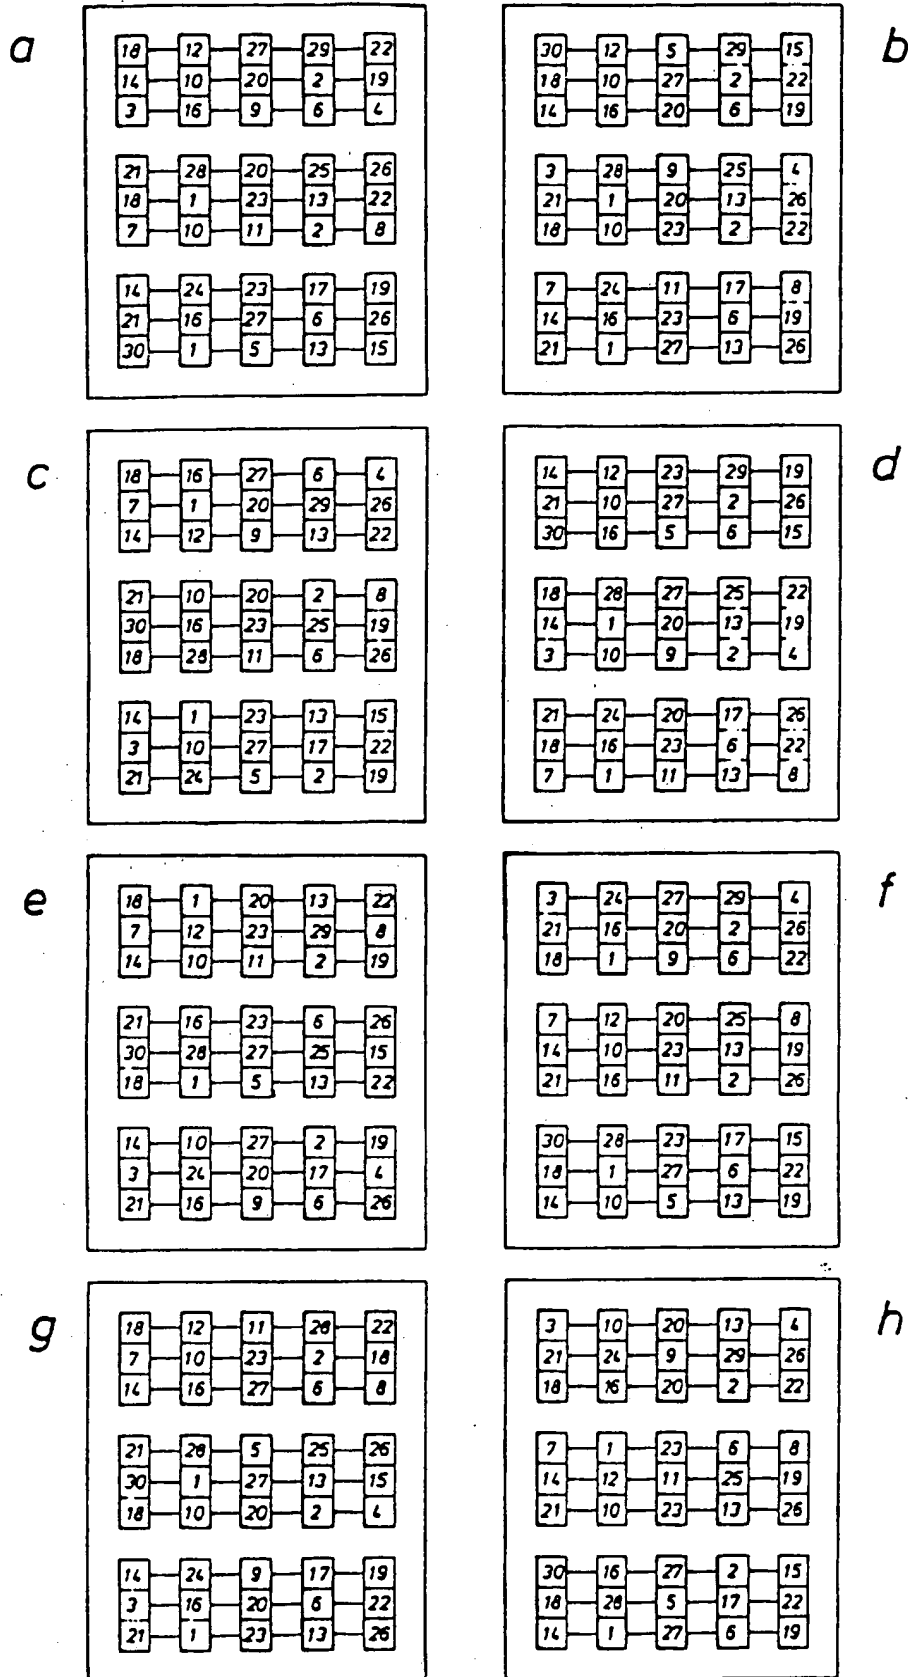 a
18 12 27 29 22
14 10 20 2 19
3 16 9 6 4
21 28 20 25 26
18 1 23 13 22
7 10 11 2 8
14 24 23 17 19
21 16 27 6 26
30 1 5 13 15
b
30 12 5 29 15
18 10 27 2 22
14 16 20 6 19
3 28 9 25 4
21 1 20 13 26
18 10 23 2 22
7 24 11 17 8
14 16 23 6 19
21 1 27 13 26
c
18 16 27 6 4
7 1 20 29 26
14 12 9 13 22
21 10 20 2 8
30 16 23 25 19
18 28 11 6 26
14 1 23 13 15
3 10 27 17 22
21 24 5 2 19
d
14 12 23 29 19
21 10 27 2 26
30 16 5 6 15
18 28 27 25 22
14 1 20 13 19
3 10 9 2 4
21 24 20 17 26
18 16 23 6 22
7 1 11 13 8
e
18 1 20 13 22
7 12 23 29 8
14 10 11 2 19
21 16 23 6 26
30 28 27 25 15
18 1 5 13 22
14 10 27 2 19
3 24 20 17 4
21 16 9 6 26
f
3 24 27 29 4
21 16 20 2 26
18 1 9 6 22
7 12 20 25 8
14 10 23 13 19
21 16 11 2 26
30 28 23 17 15
18 1 27 6 22
14 10 5 13 19
g
18 12 11 28 22
7 10 23 2 18
14 16 27 6 8
21 28 5 25 26
30 1 27 13 15
18 10 20 2 4
14 24 9 17 19
3 16 20 6 22
21 1 23 13 26
h
3 10 20 13 4
21 24 9 29 26
18 16 20 2 22
7 1 23 6 8
14 12 11 25 19
21 10 23 13 26
30 16 27 2 15
18 28 5 17 22
14 1 27 6 19